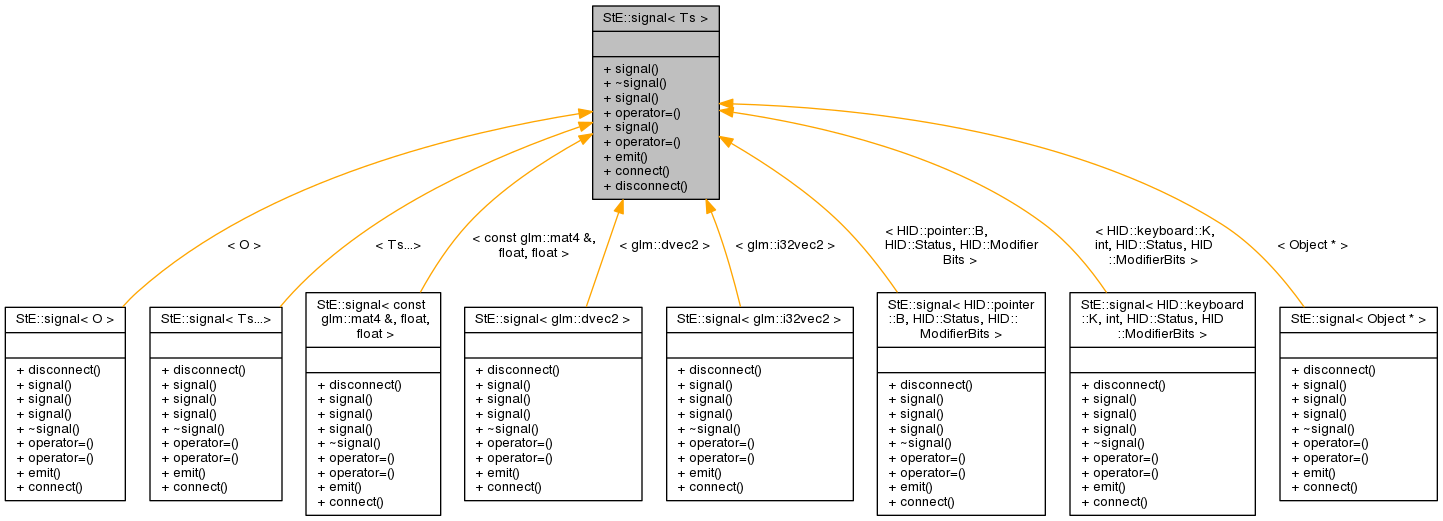 StE::signal< Ts >
+ signal()
+ ~signal()
+ signal()
+ operator=()
+ signal()
+ operator=()
+ emit()
+ connect()
+ disconnect()
< O >
< Ts...>
< const glm::mat4 &,
float, float >
< glm::dvec2 >
< glm::i32vec2 >
< HID::pointer::B,
HID::Status, HID::Modifier
Bits >
< HID::keyboard::K,
int, HID::Status, HID
::ModifierBits >
< Object * >
StE::signal< O >
+ disconnect()
+ signal()
+ signal()
+ signal()
+ ~signal()
+ operator=()
+ operator=()
+ emit()
+ connect()
StE::signal< Ts...>
+ disconnect()
+ signal()
+ signal()
+ signal()
+ ~signal()
+ operator=()
+ operator=()
+ emit()
+ connect()
StE::signal< const
glm::mat4 &, float,
float >
+ disconnect()
+ signal()
+ signal()
+ signal()
+ ~signal()
+ operator=()
+ operator=()
+ emit()
+ connect()
StE::signal< glm::dvec2 >
+ disconnect()
+ signal()
+ signal()
+ signal()
+ ~signal()
+ operator=()
+ operator=()
+ emit()
+ connect()
StE::signal< glm::i32vec2 >
+ disconnect()
+ signal()
+ signal()
+ signal()
+ ~signal()
+ operator=()
+ operator=()
+ emit()
+ connect()
StE::signal< HID::pointer
::B, HID::Status, HID::
ModifierBits >
+ disconnect()
+ signal()
+ signal()
+ signal()
+ ~signal()
+ operator=()
+ operator=()
+ emit()
+ connect()
StE::signal< HID::keyboard
::K, int, HID::Status, HID
::ModifierBits >
+ disconnect()
+ signal()
+ signal()
+ signal()
+ ~signal()
+ operator=()
+ operator=()
+ emit()
+ connect()
StE::signal< Object * >
+ disconnect()
+ signal()
+ signal()
+ signal()
+ ~signal()
+ operator=()
+ operator=()
+ emit()
+ connect()